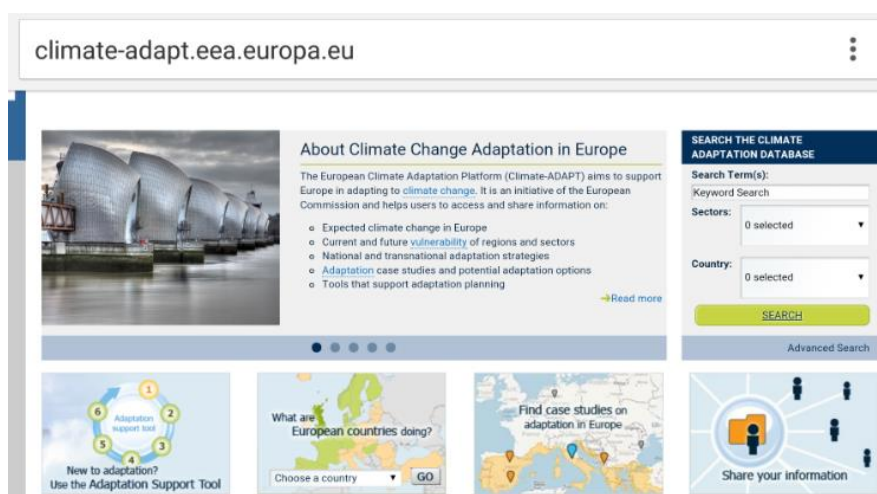 climate-adapt.eea.europa.eu
About Climate Change Adaptation in Europe
The European Climate Adaptation Platform (Climate-ADAPT) aims to support
Europe in adapting to climate change. It is an initiative of the European
Commission and helps users to access and share information on:
Expected climate change in Europe
Current and future vulnerability of regions and sectors
National and transnational adaptation strategies
Adaptation case studies and potential adaptation options
Tools that support adaptation planning
Read more
SEARCH THE CLIMATE
ADAPTATION DATABASE
Search Term(s):
Keyword Search
Sectors:
0 selected
Country:
0 selected
SEARCH
Advanced Search
1
2
3
4
5
6
Adaptation
support tool
New to adaptation?
Use the Adaptation Support Tool
What are
European countries doing?
Choose a country
GO
Find case studies on
adaptation in Europe
Share your information